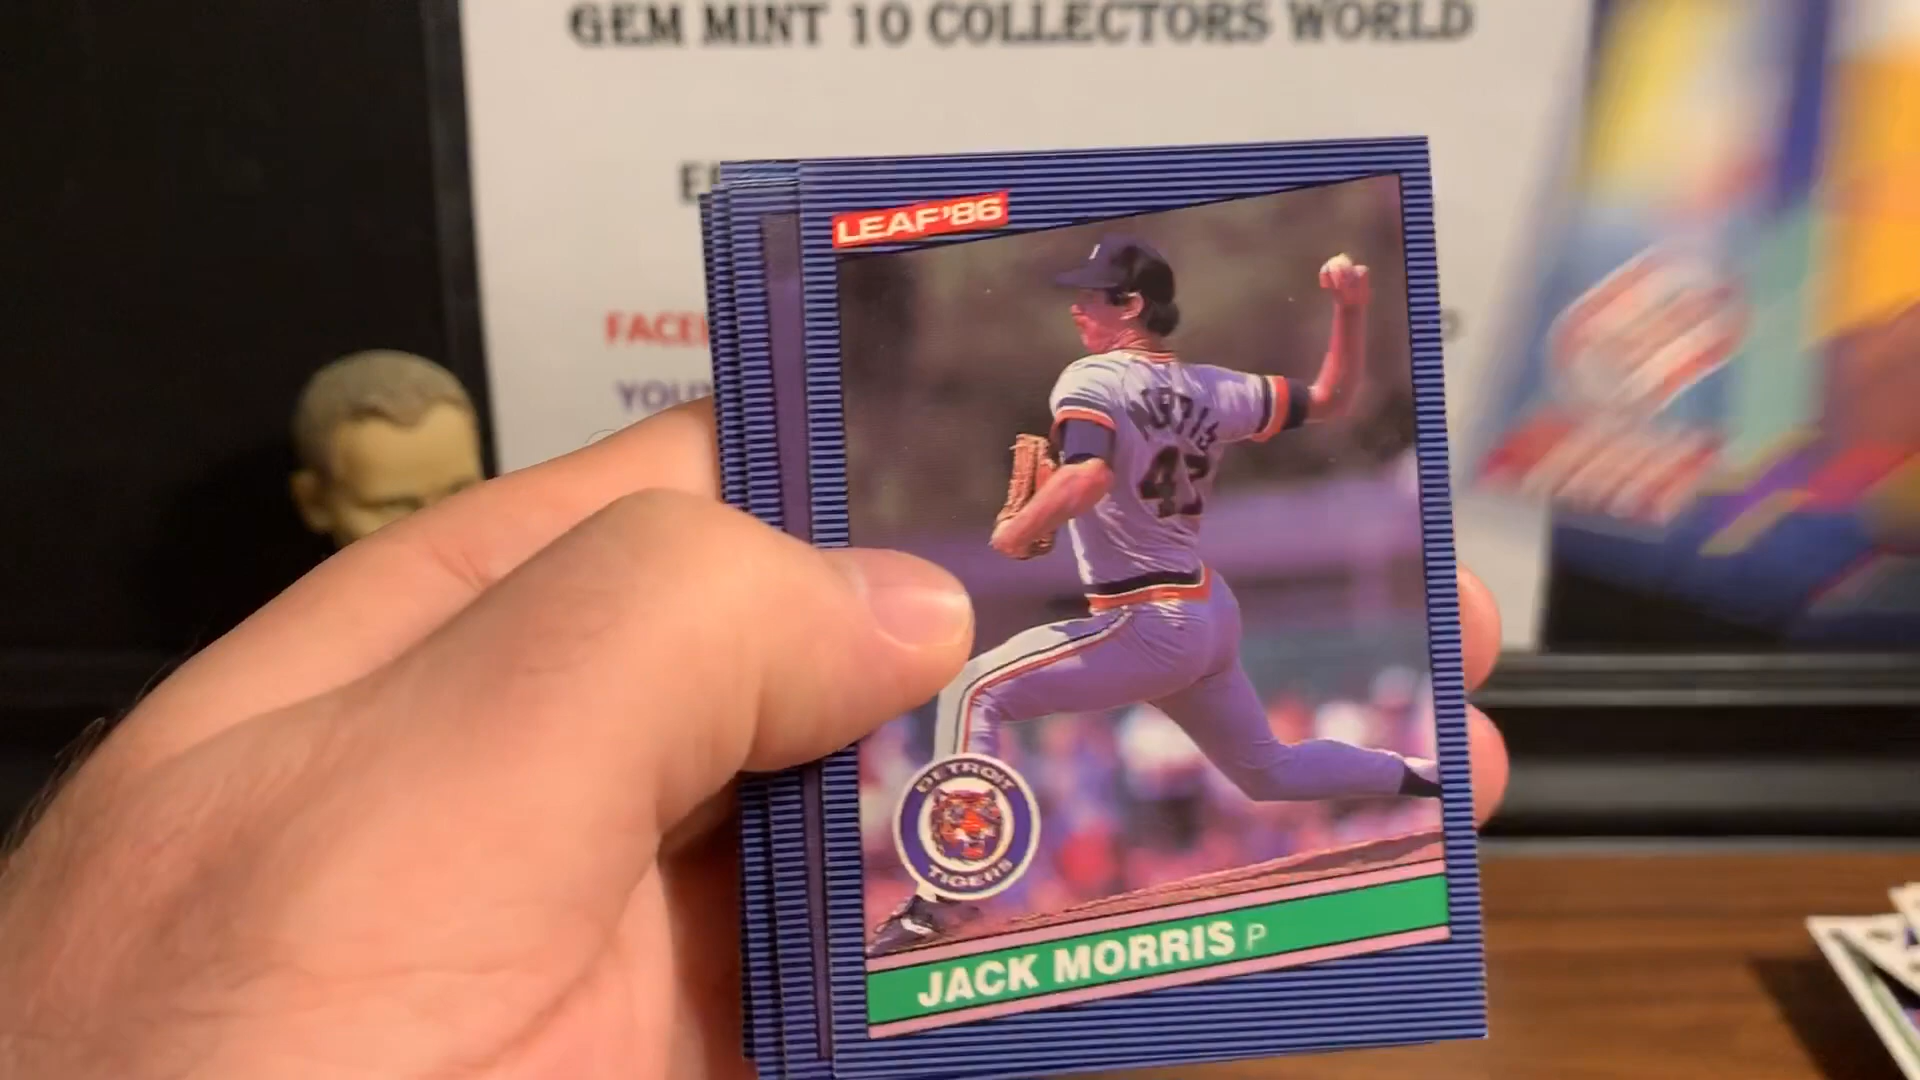 GEM MINT 10 COLLECTORS WORLD
LEAF'86
MORRIS
47
DETROIT
TIGERS
JACK MORRIS P